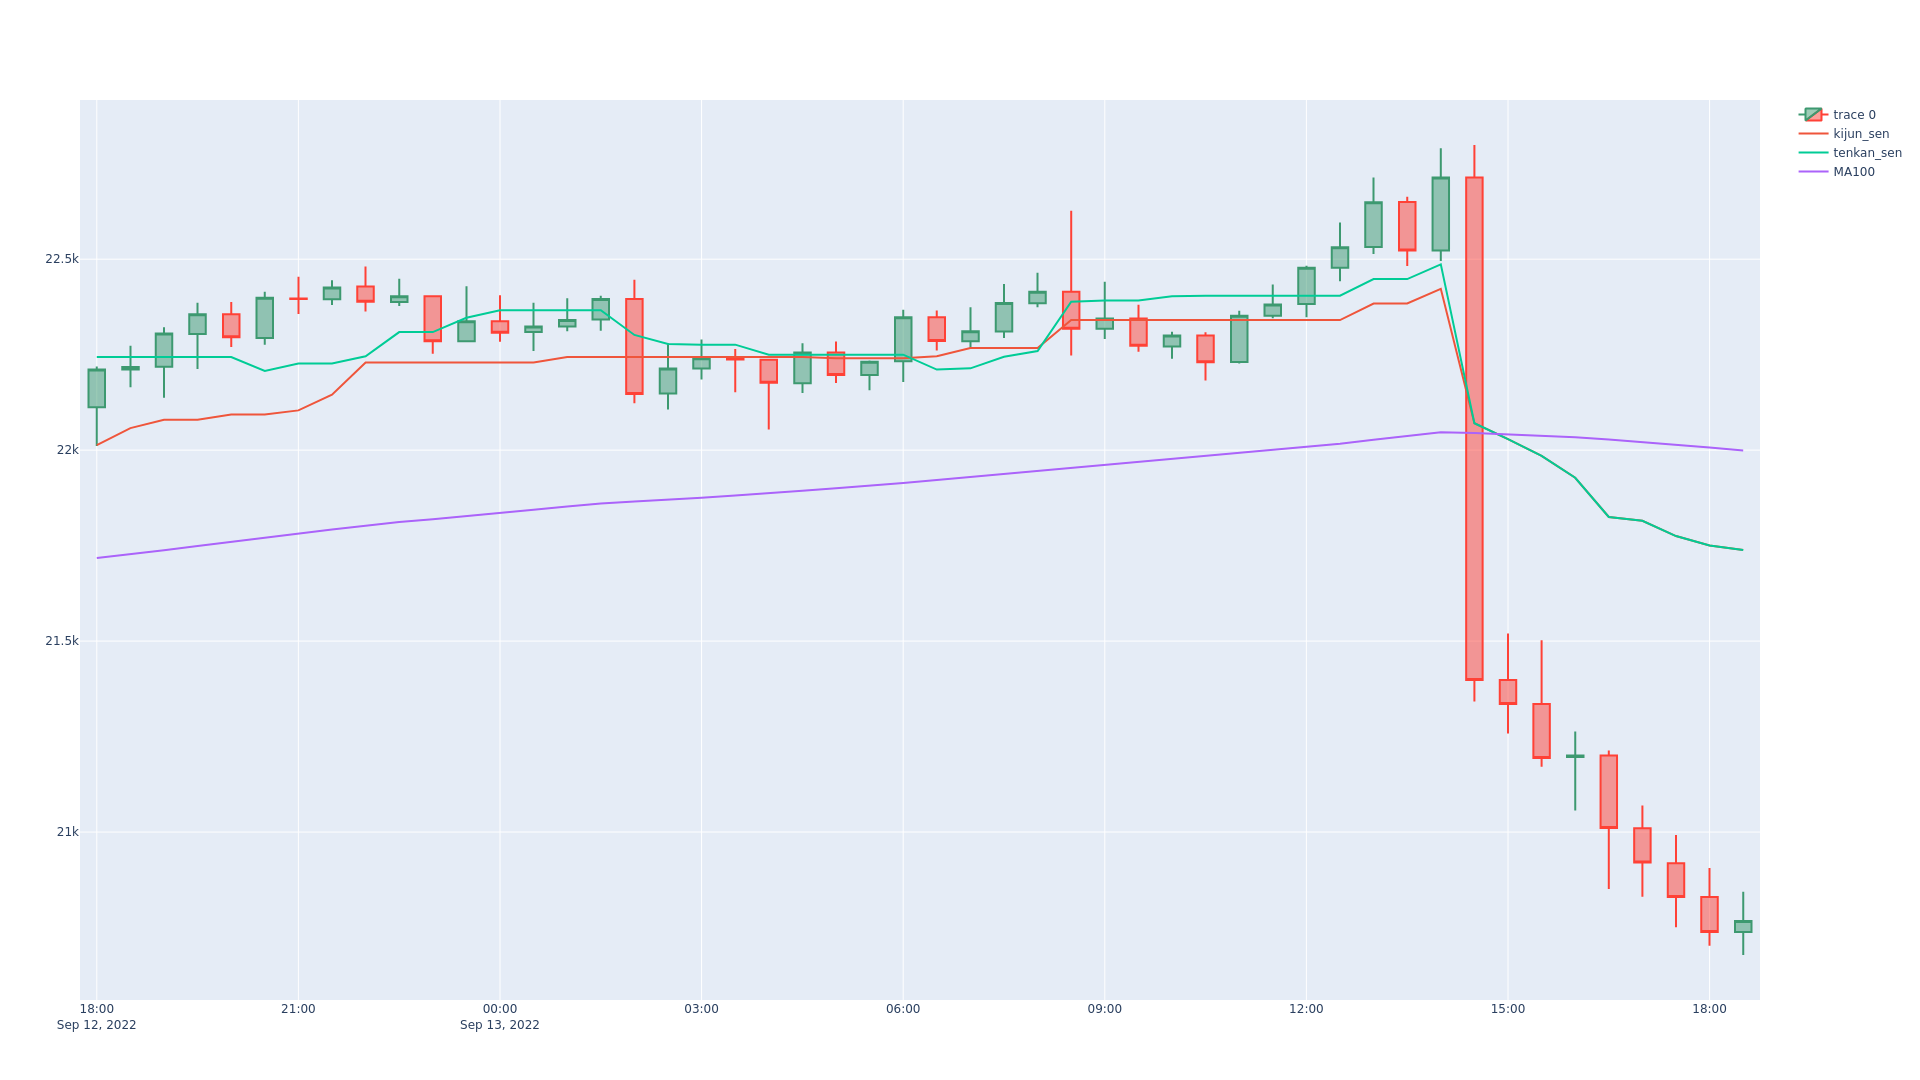 trace 0
kijun_sen
tenkan_sen
MA100
22.5k
22k
21.5k
21k
18:00 21:00 00:00 03:00 06:00 09:00 12:00 15:00 18:00
Sep 12, 2022 Sep 13, 2022